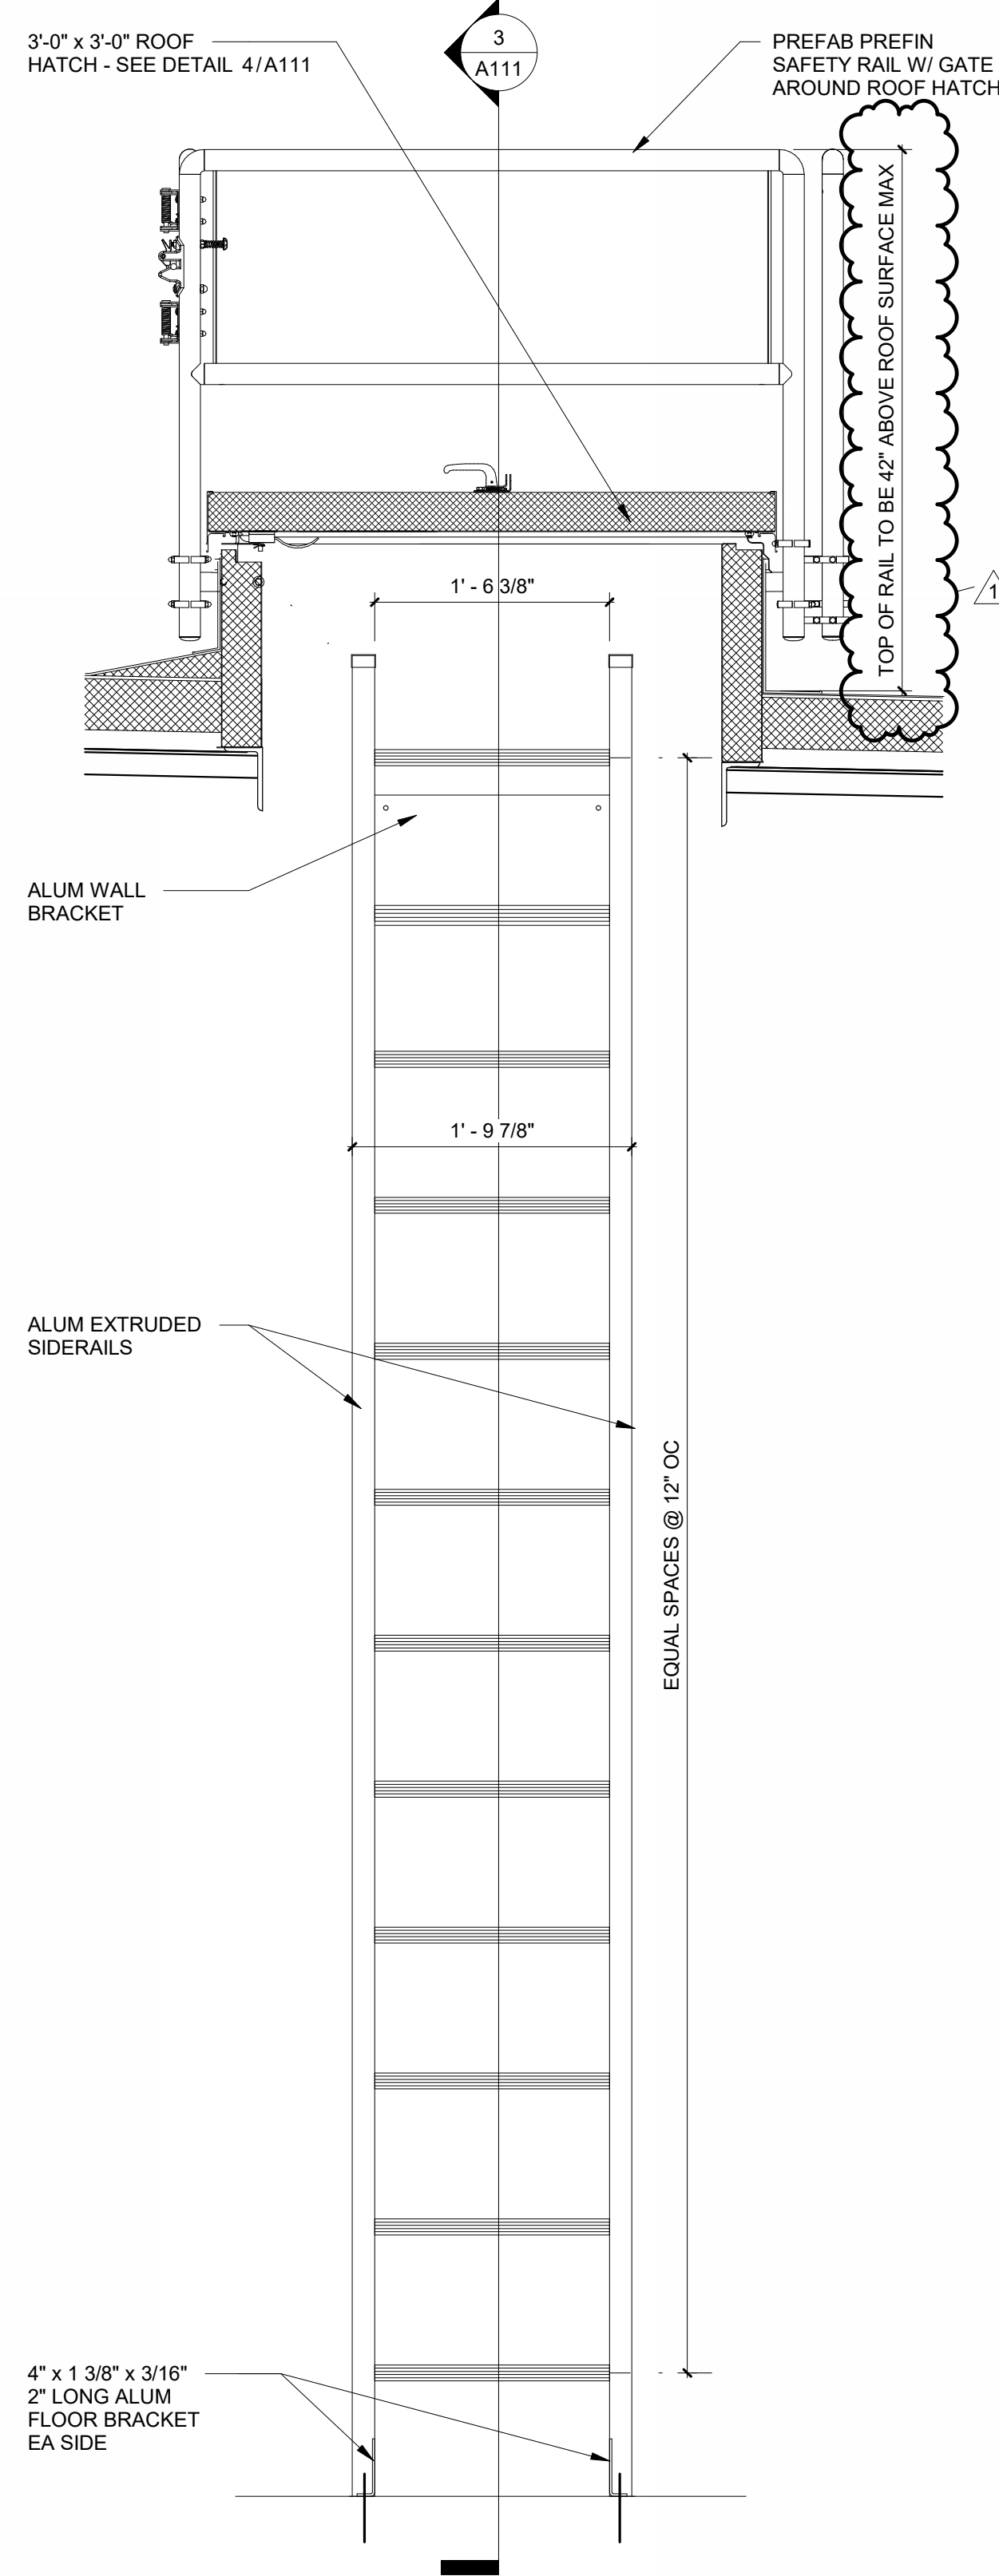 3'-0" x 3'-0" ROOF
HATCH - SEE DETAIL 4/A111
3
A111
PREFAB PREFIN
SAFETY RAIL W/ GATE
AROUND ROOF HATCH
TOP OF RAIL TO BE 42" ABOVE ROOF SURFACE MAX
1
1' - 6 3/8"
ALUM WALL
BRACKET
1' - 9 7/8"
ALUM EXTRUDED
SIDERAILS
EQUAL SPACES @ 12" OC
4" x 1 3/8" x 3/16"
2" LONG ALUM
FLOOR BRACKET
EA SIDE